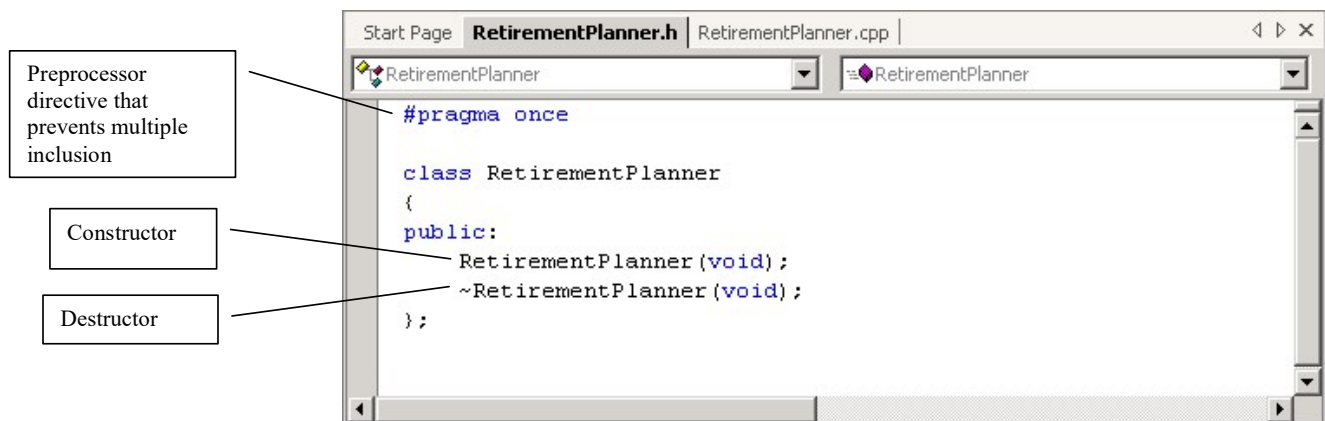 Start Page RetirementPlanner.h RetirementPlanner.cpp
RetirementPlanner RetirementPlanner
Preprocessor
directive that
prevents multiple
inclusion
#pragma once
class RetirementPlanner
{
public:
Constructor
RetirementPlanner(void);
~RetirementPlanner(void);
Destructor
};